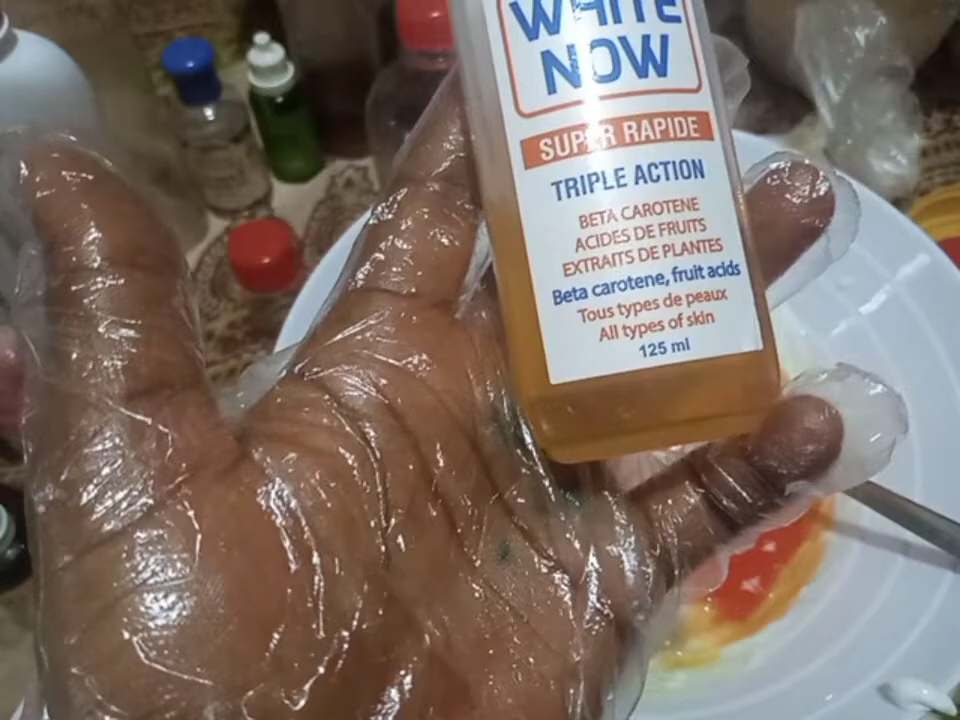 WHITE
NOW
SUPER RAPIDE
TRIPLE ACTION
BETA CAROTENE
ACIDES DE FRUITS
EXTRAITS DE PLANTES
Beta carotene, fruit acids
Tous types de peaux
All types of skin
125 ml